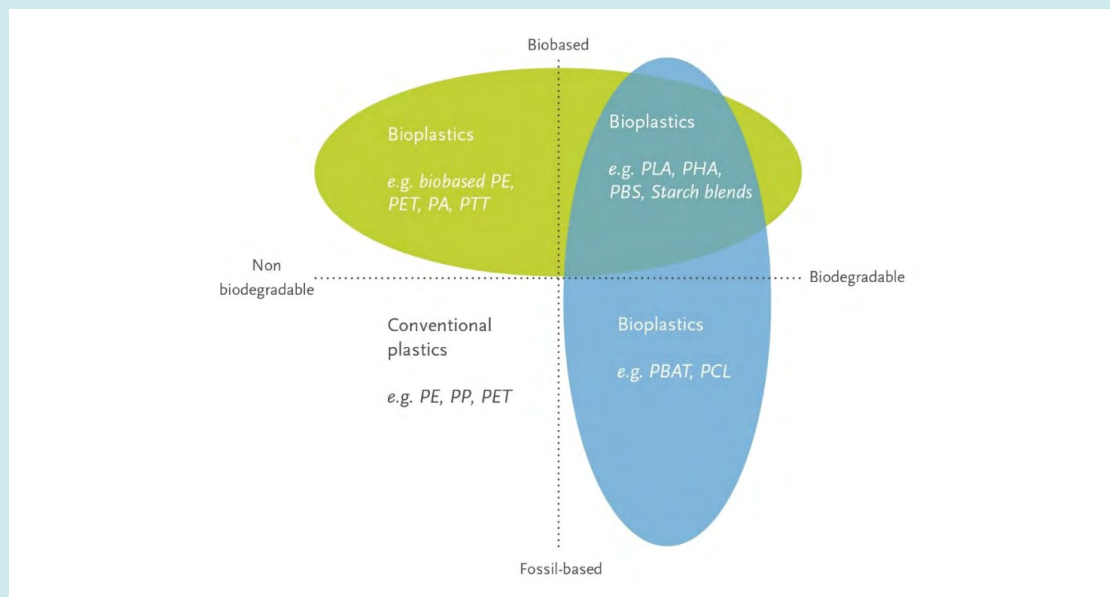 Biobased
Bioplastics
e.g. biobased PE,
PET, PA, PTT
Bioplastics
e.g. PLA, PHA,
PBS, Starch blends
Non
biodegradable
Biodegradable
Conventional
plastics
e.g. PE, PP, PET
Bioplastics
e.g. PBAT, PCL
Fossil-based